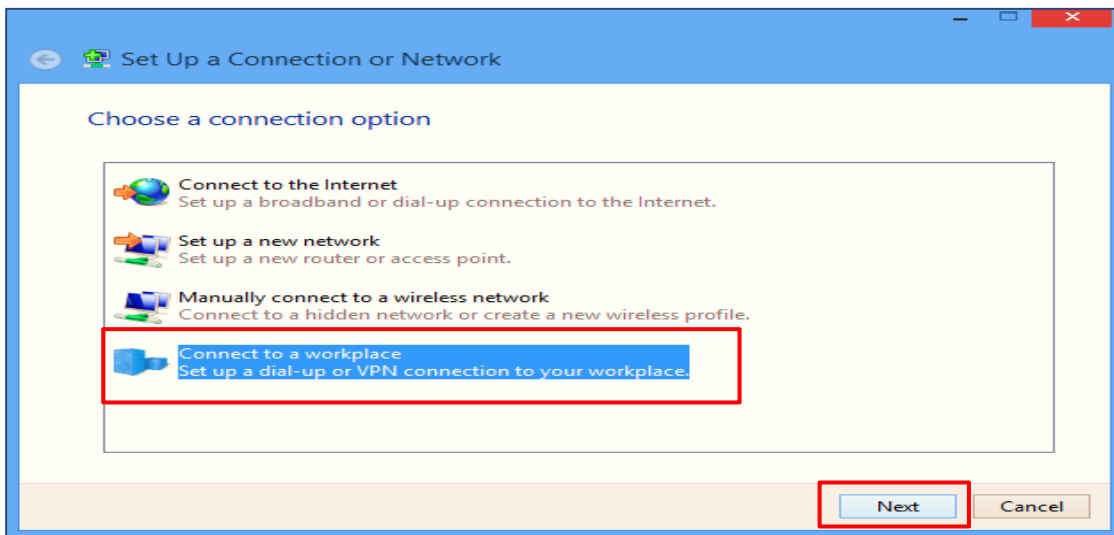 Set Up a Connection or Network
Choose a connection option
Connect to the Internet
Set up a broadband or dial-up connection to the Internet.
Set up a new network
Set up a new router or access point.
Manually connect to a wireless network
Connect to a hidden network or create a new wireless profile.
Connect to a workplace
Set up a dial-up or VPN connection to your workplace.
Next Cancel